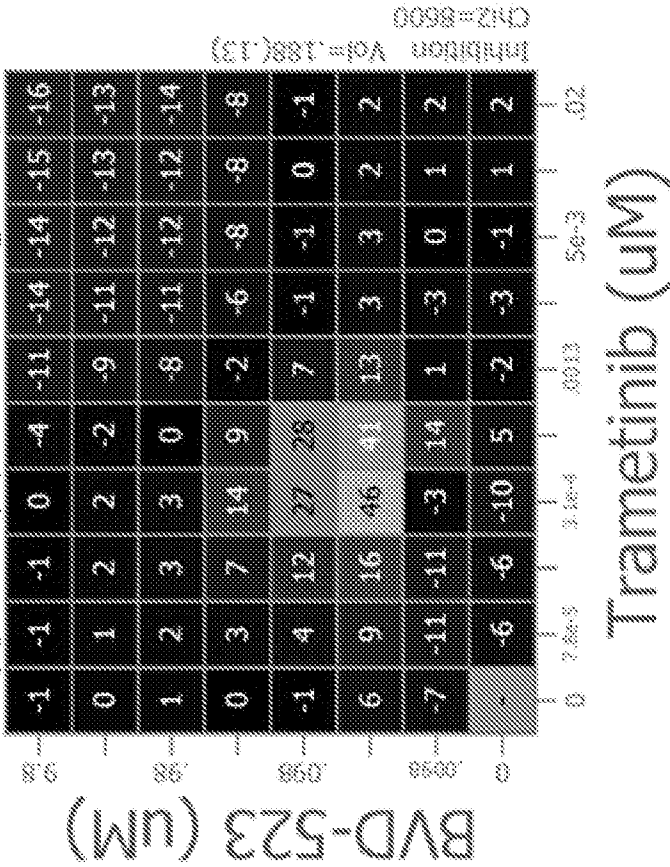 BVD-523 (uM)
9.8 -1 -1 -1 0 -4 -11 -14 -14 -15 -16
0 1 2 2 -2 -9 -11 -12 -13 -13
.98 1 2 3 3 0 -8 -11 -12 -12 -14
0 3 7 14 9 -2 -6 -8 -8 -8
.098 -1 4 12 27 28 7 -1 -1 0 -1
6 9 16 46 41 13 3 3 2 2
.0098 -7 -11 -11 -3 14 1 -3 0 1 2
0 - -6 -6 -10 5 -2 -3 -1 1 2
0 7.8e-5 3.1e-4 .0013 5e-3 .02
Trametinib (uM)
Vol=.188(.13)
Inhibition
Chi2=8600